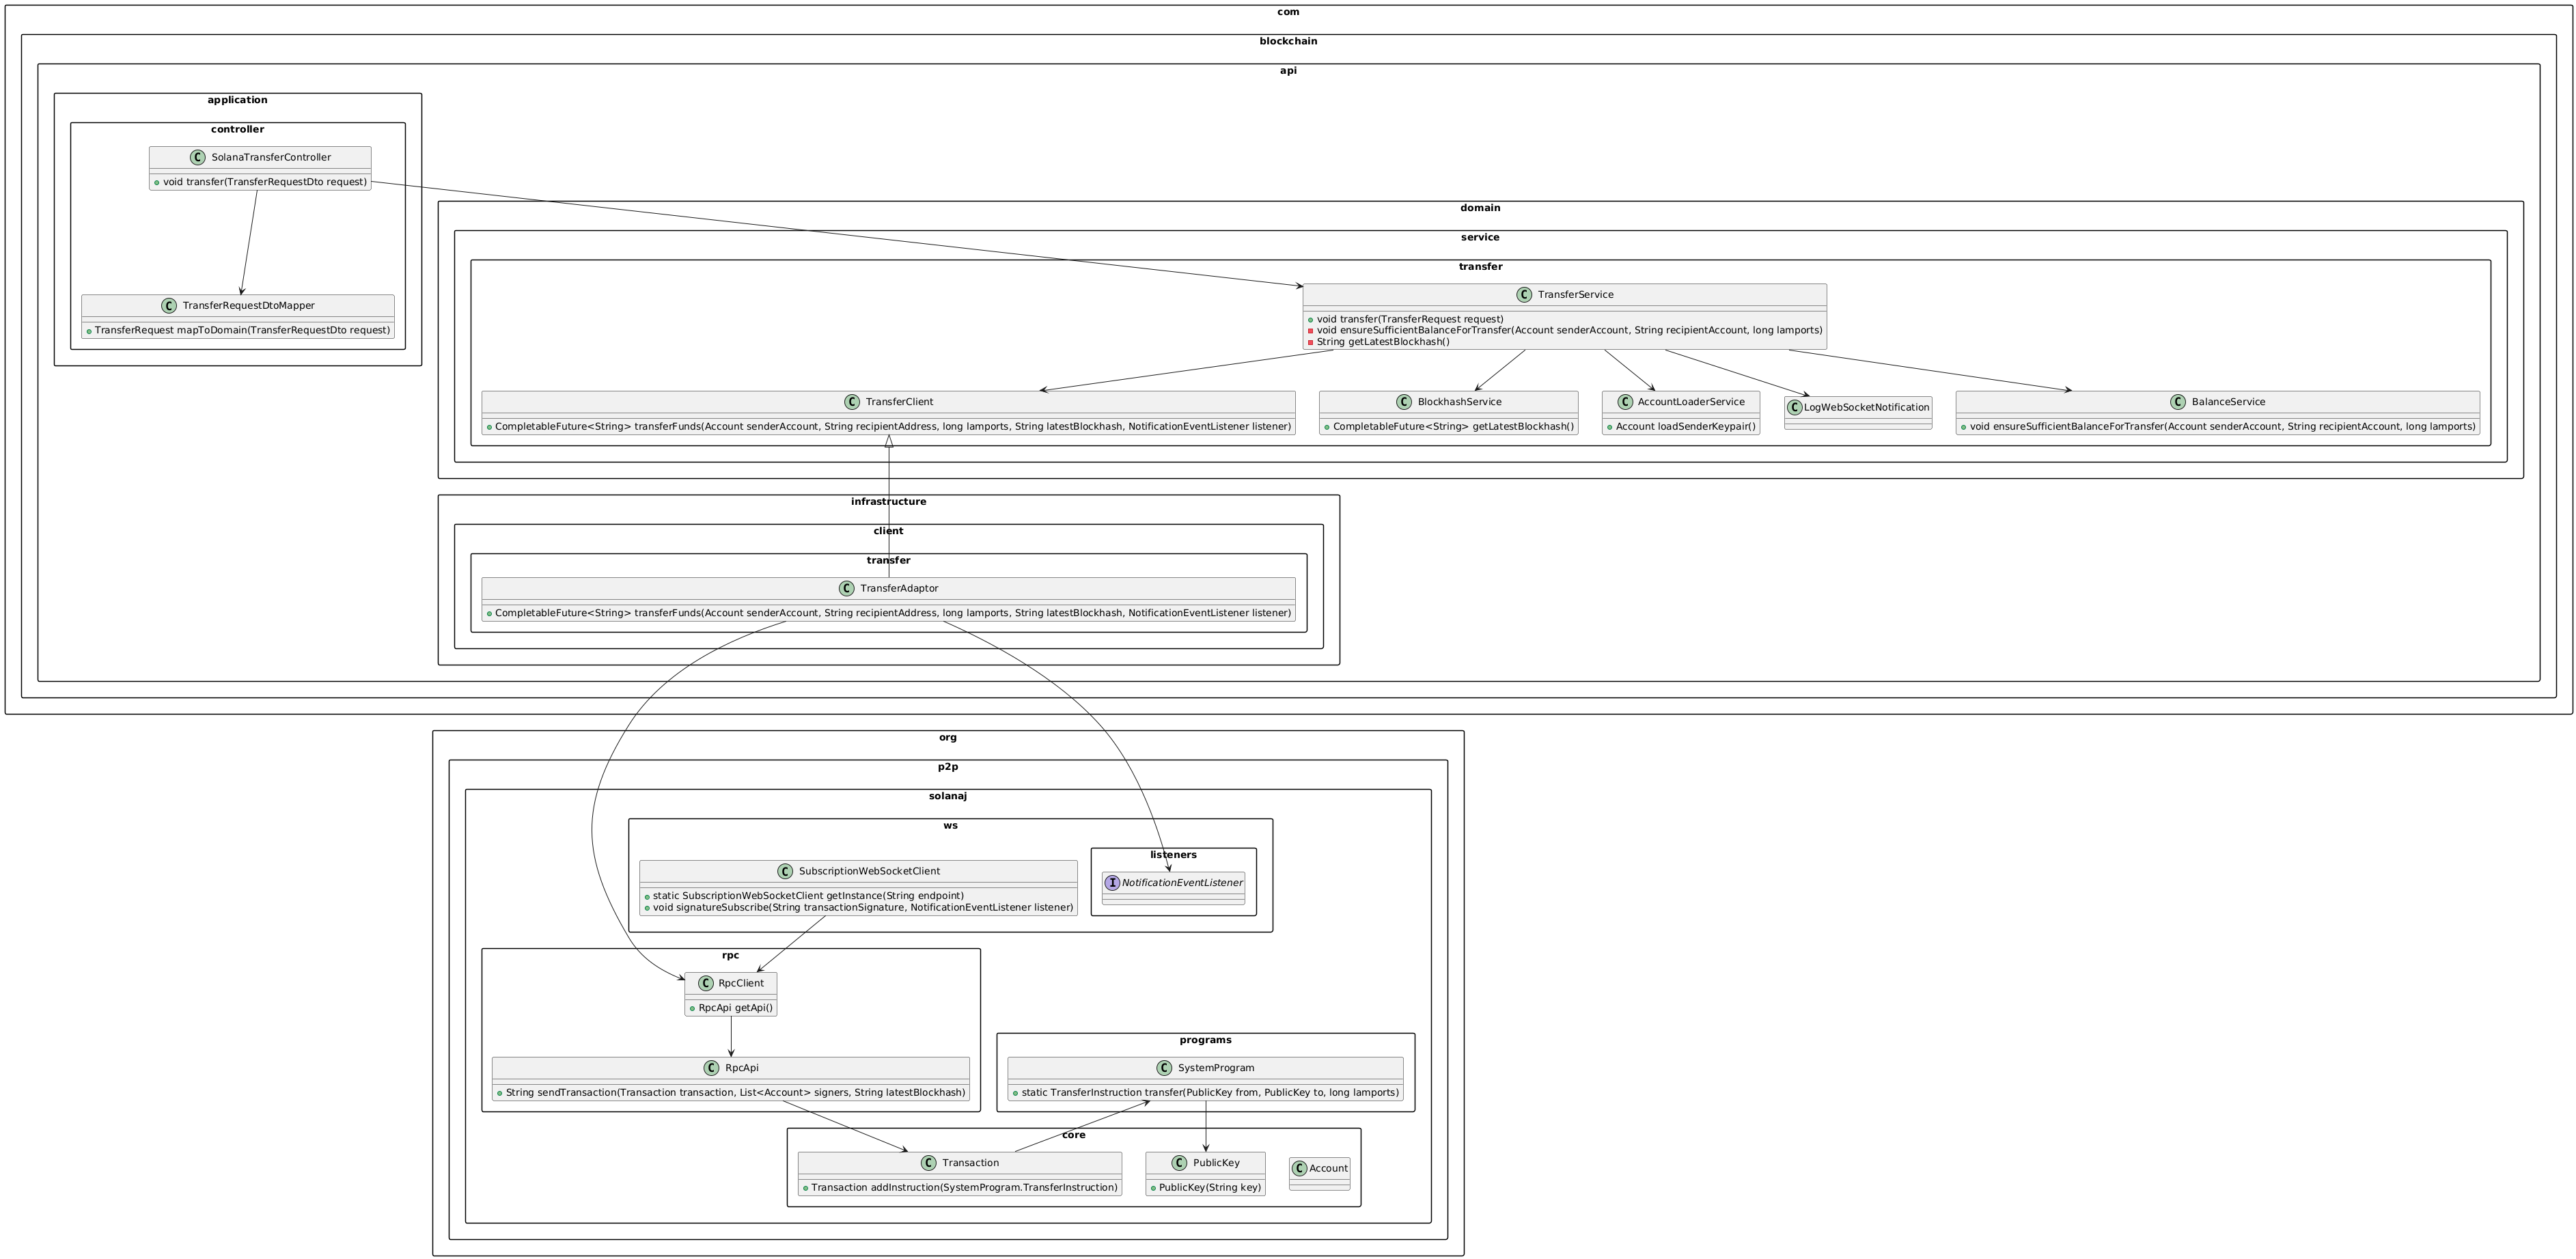 com
blockchain
api
application
controller
C SolanaTransferController
void transfer(TransferRequestDto request)
C TransferRequestDtoMapper
TransferRequest mapToDomain(TransferRequestDto request)
domain
service
transfer
C TransferService
void transfer(TransferRequest request)
void ensureSufficientBalanceForTransfer(Account senderAccount, String recipientAccount, long lamports)
String getLatestBlockhash()
C TransferClient
CompletableFuture<String> transferFunds(Account senderAccount, String recipientAddress, long lamports, String latestBlockhash, NotificationEventListener listener)
C BlockhashService
CompletableFuture<String> getLatestBlockhash()
C AccountLoaderService
Account loadSenderKeypair()
C LogWebSocketNotification
C BalanceService
void ensureSufficientBalanceForTransfer(Account senderAccount, String recipientAccount, long lamports)
infrastructure
client
transfer
C TransferAdaptor
CompletableFuture<String> transferFunds(Account senderAccount, String recipientAddress, long lamports, String latestBlockhash, NotificationEventListener listener)
org
p2p
solanaj
ws
C SubscriptionWebSocketClient
static SubscriptionWebSocketClient getInstance(String endpoint)
void signatureSubscribe(String transactionSignature, NotificationEventListener listener)
listeners
I NotificationEventListener
rpc
C RpcClient
RpcApi getApi()
C RpcApi
String sendTransaction(Transaction transaction, List<Account> signers, String latestBlockhash)
programs
C SystemProgram
static TransferInstruction transfer(PublicKey from, PublicKey to, long lamports)
core
C Transaction
Transaction addInstruction(SystemProgram.TransferInstruction)
C PublicKey
PublicKey(String key)
C Account